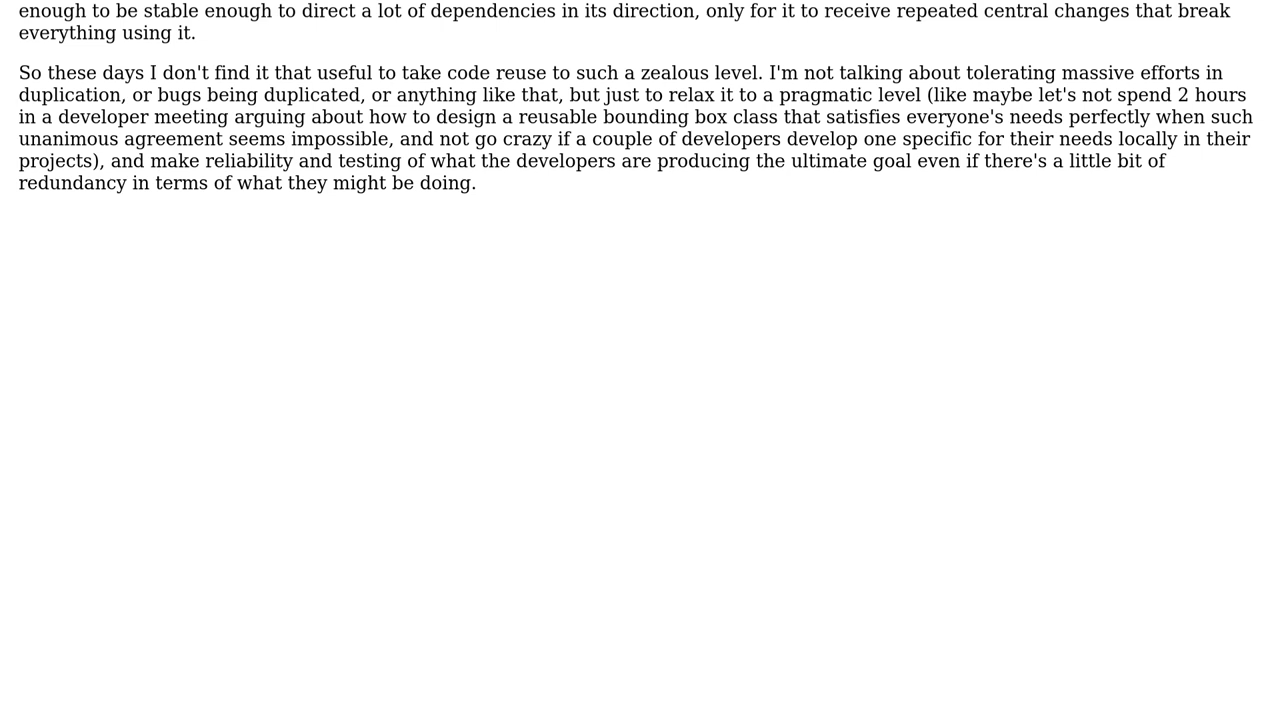 enough to be stable enough to direct a lot of dependencies in its direction, only for it to receive repeated central changes that break
everything using it.
So these days I don't find it that useful to take code reuse to such a zealous level. I'm not talking about tolerating massive efforts in
duplication, or bugs being duplicated, or anything like that, but just to relax it to a pragmatic level (like maybe let's not spend 2 hours
in a developer meeting arguing about how to design a reusable bounding box class that satisfies everyone's needs perfectly when such
unanimous agreement seems impossible, and not go crazy if a couple of developers develop one specific for their needs locally in their
projects), and make reliability and testing of what the developers are producing the ultimate goal even if there's a little bit of
redundancy in terms of what they might be doing.